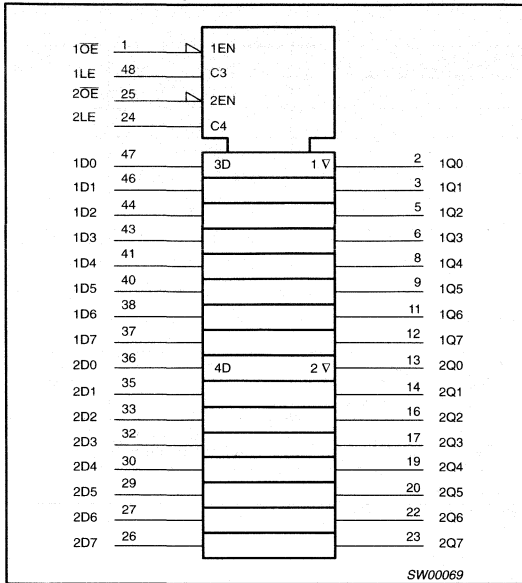 1O̅E̅ 1 1EN
1LE 48 C3
2O̅E̅ 25 2EN
2LE 24 C4
1D0 47 3D 1 ∇ 2 1Q0
1D1 46 3 1Q1
1D2 44 5 1Q2
1D3 43 6 1Q3
1D4 41 8 1Q4
1D5 40 9 1Q5
1D6 38 11 1Q6
1D7 37 12 1Q7
2D0 36 4D 2 ∇ 13 2Q0
2D1 35 14 2Q1
2D2 33 16 2Q2
2D3 32 17 2Q3
2D4 30 19 2Q4
2D5 29 20 2Q5
2D6 27 22 2Q6
2D7 26 23 2Q7
SW00069